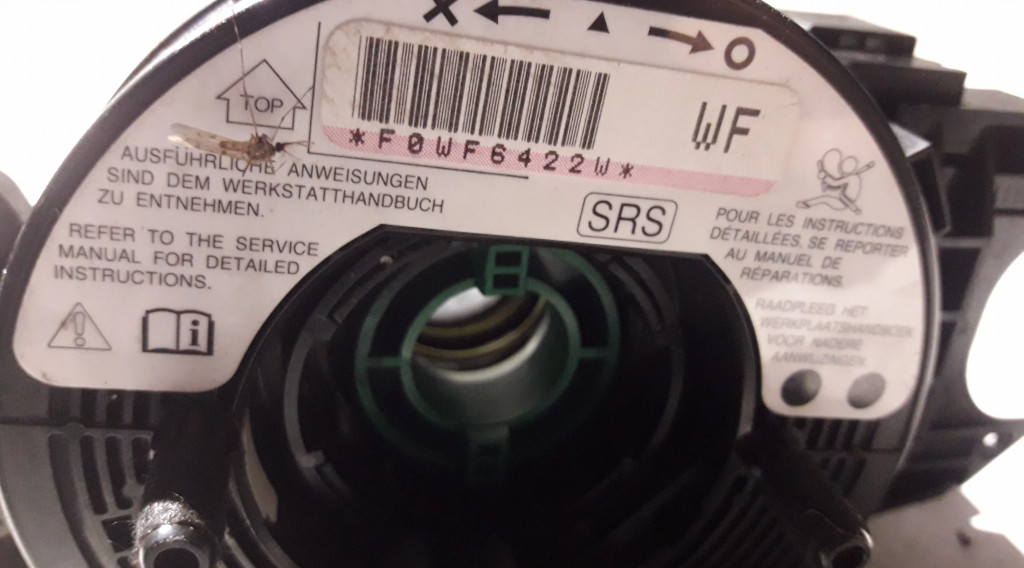 TOP
*F0WF6422W*
WF
AUSFÜHRLICHE ANWEISUNGEN
SIND DEM WERKSTATTHANDBUCH
ZU ENTNEHMEN.
REFER TO THE SERVICE
MANUAL FOR DETAILED
INSTRUCTIONS.
SRS
POUR LES INSTRUCTIONS
DÉTAILLÉES, SE REPORTER
AU MANUEL DE
RÉPARATIONS.
RAADPLEEG HET
WERKPLAATSHANDBOEK
VOOR NADERE
AANWIJZINGEN.